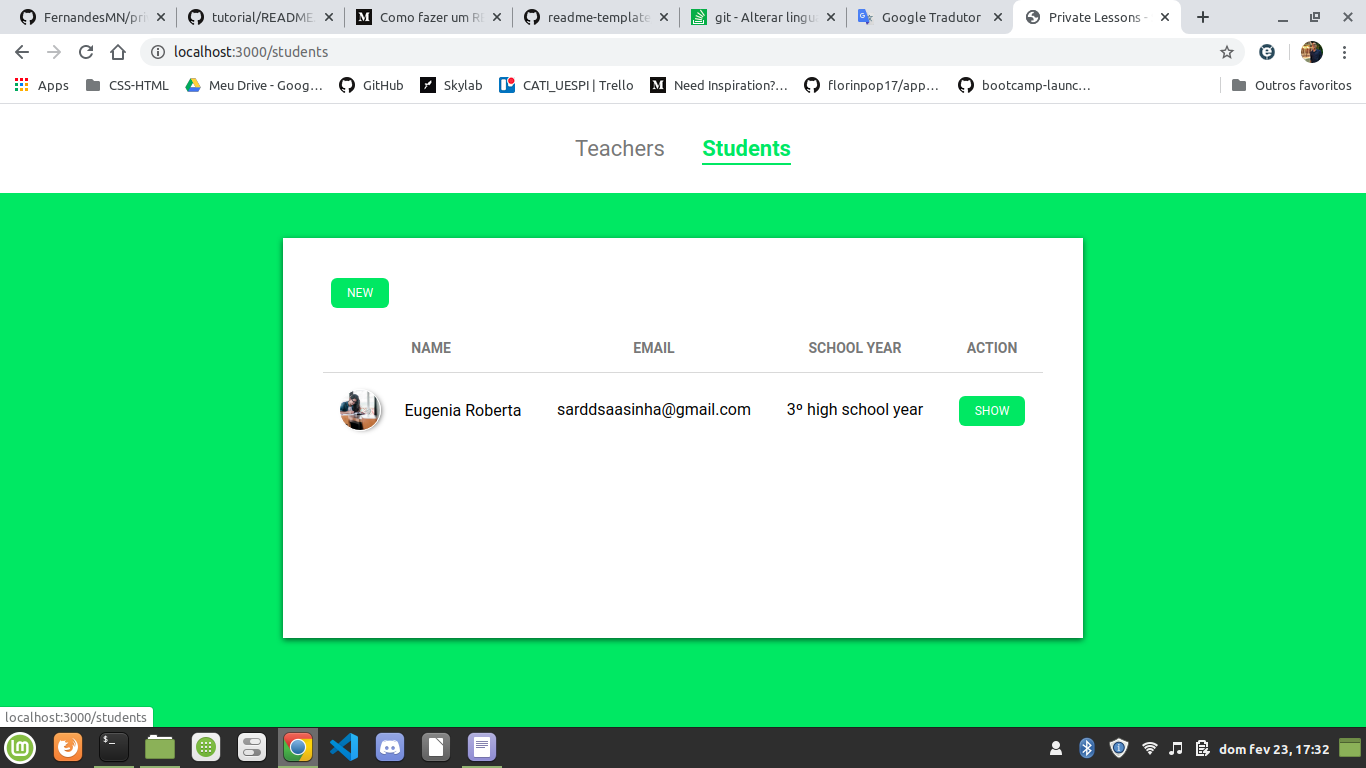 FernandesMN/pri
tutorial/README.
Como fazer um RE
readme-template
git - Alterar lingua
Google Tradutor
Private Lessons -
localhost:3000/students
Apps
CSS-HTML
Meu Drive - Goog…
GitHub
Skylab
CATI_UESPI | Trello
Need Inspiration?…
florinpop17/app…
bootcamp-launc…
Outros favoritos
Teachers
Students
NEW
NAME EMAIL SCHOOL YEAR ACTION
Eugenia Roberta sarddsaasinha@gmail.com 3º high school year SHOW
localhost:3000/students
dom fev 23, 17:32